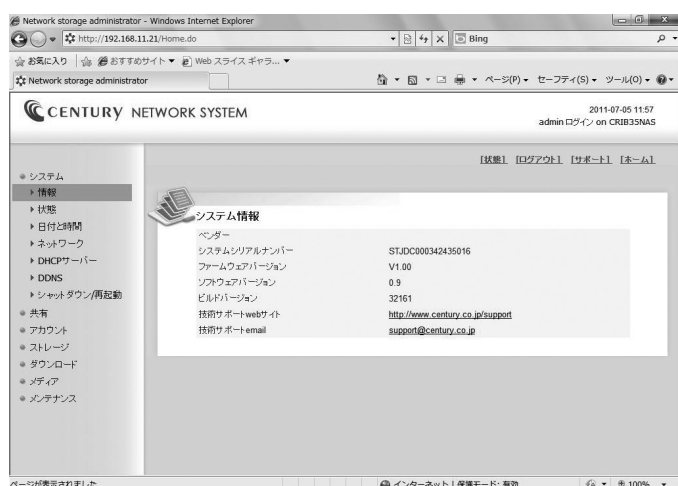 Network storage administrator - Windows Internet Explorer
http://192.168.11.21/Home.do
Bing
お気に入り おすすめサイト Web スライス ギャラ...
Network storage administrator
ページ(P) セーフティ(S) ツール(O)
CENTURY NETWORK SYSTEM
2011-07-05 11:57
admin ログイン on CRIB35NAS
[状態] [ログアウト] [サポート] [ホーム]
システム
情報
状態
日付と時間
ネットワーク
DHCPサーバー
DDNS
シャットダウン/再起動
共有
アカウント
ストレージ
ダウンロード
メディア
メンテナンス
システム情報
ベンダー
システムシリアルナンバー STJDC000342435016
ファームウェアバージョン V1.00
ソフトウェアバージョン 0.9
ビルドバージョン 32161
技術サポートwebサイト http://www.century.co.jp/support
技術サポートemail support@century.co.jp
ページが表示されました
インターネット | 保護モード: 有効
100%